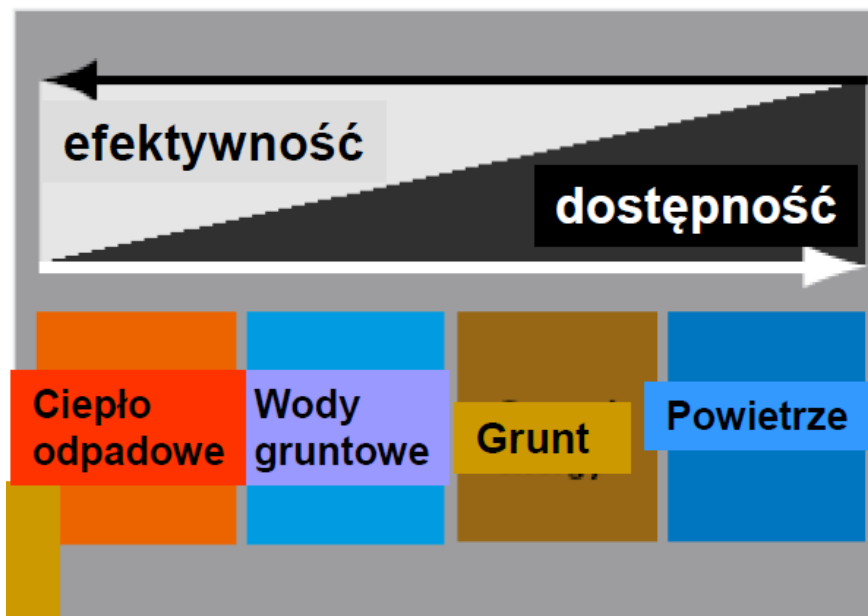 efektywność
dostępność
Ciepło
odpadowe
Wody
gruntowe
Grunt
Powietrze